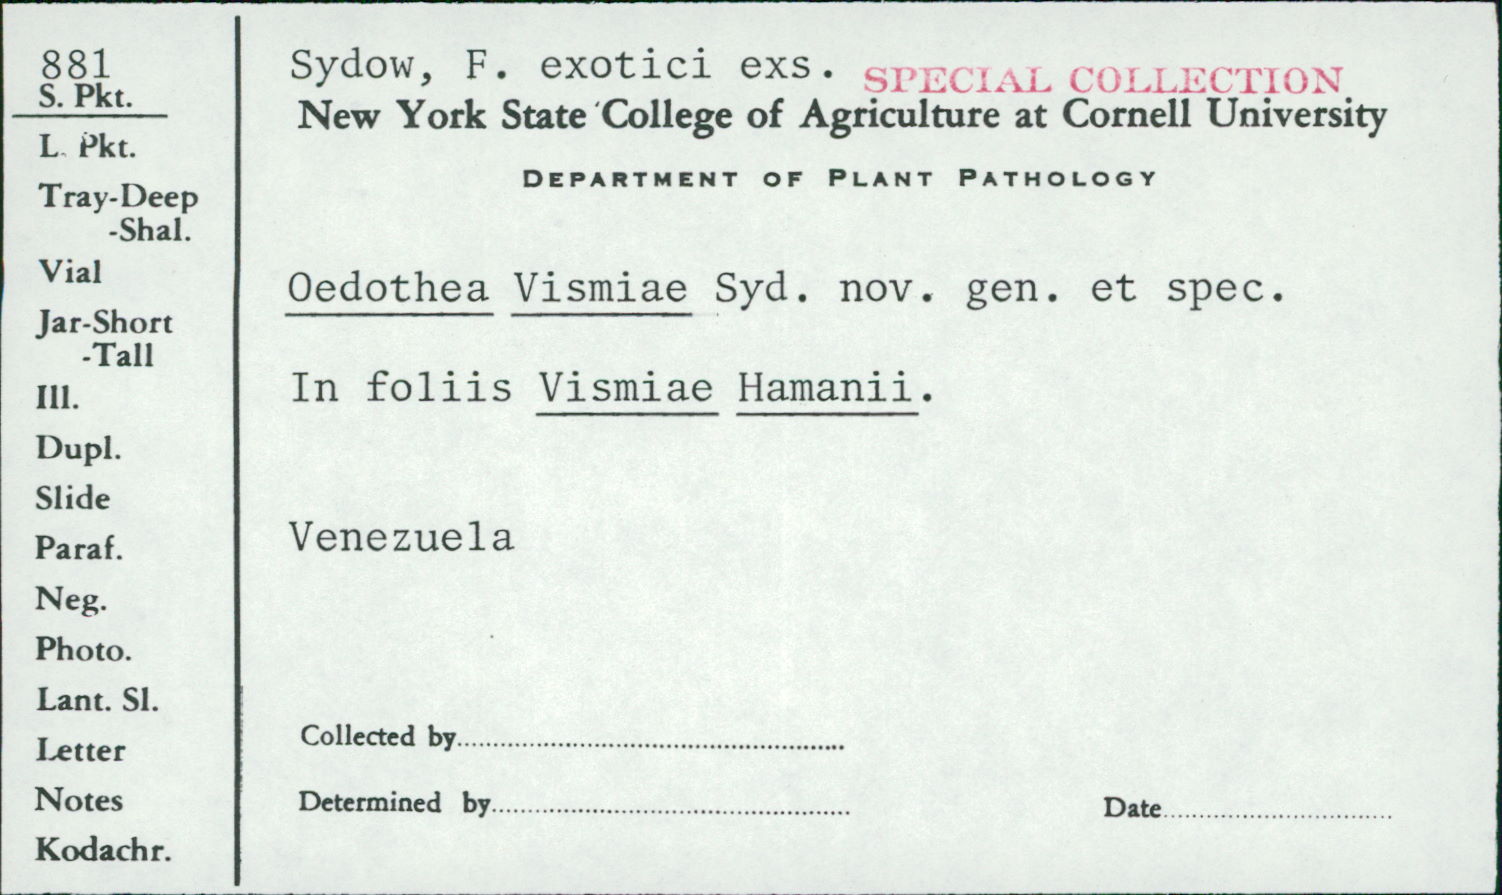 881
S. Pkt.
L. Pkt.
Tray-Deep
-Shal.
Vial
Jar-Short
-Tall
Ill.
Dupl.
Slide
Paraf.
Neg.
Photo.
Lant. Sl.
Letter
Notes
Kodachr.
Sydow, F. exotici exs. SPECIAL COLLECTION
New York State College of Agriculture at Cornell University
DEPARTMENT OF PLANT PATHOLOGY
Oedothea Vismiae Syd. nov. gen. et spec.
In foliis Vismiae Hamanii.
Venezuela
Collected by
Determined by
Date